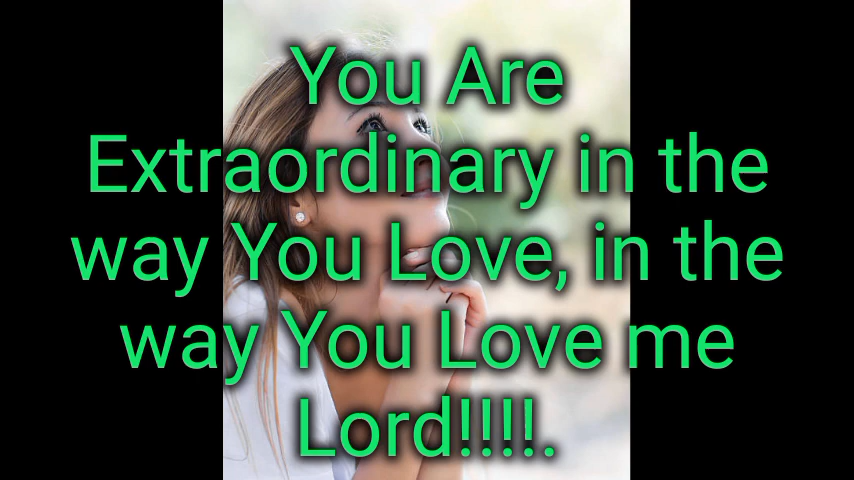 You Are
Extraordinary in the
way You Love, in the
way You Love me
Lord!!!!.